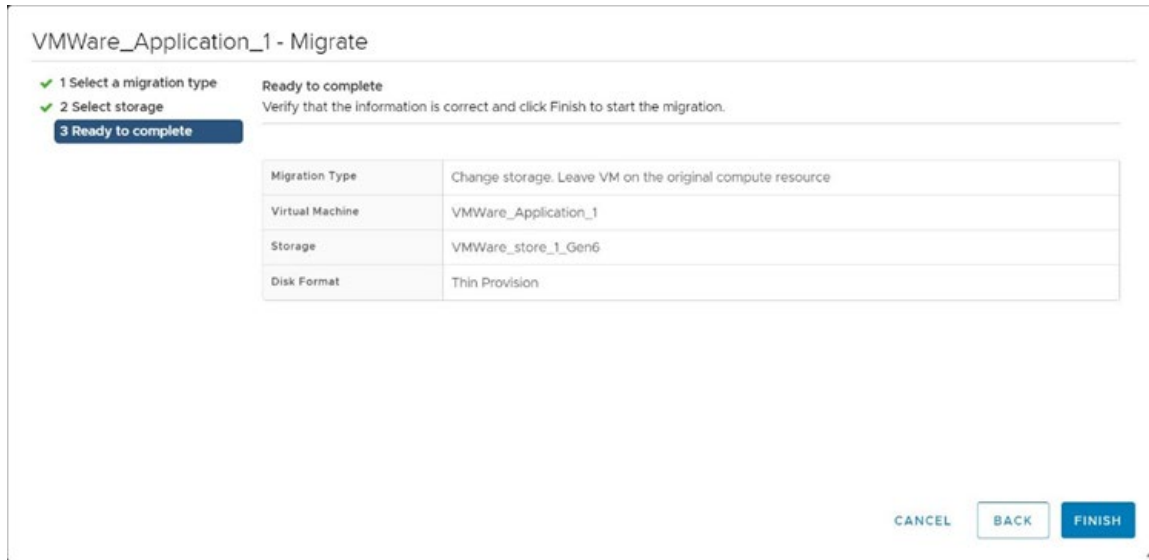 VMWare_Application_1 - Migrate
1 Select a migration type
2 Select storage
3 Ready to complete
Ready to complete
Verify that the information is correct and click Finish to start the migration.
Migration Type Change storage. Leave VM on the original compute resource
Virtual Machine VMWare_Application_1
Storage VMWare_store_1_Gen6
Disk Format Thin Provision
CANCEL BACK FINISH